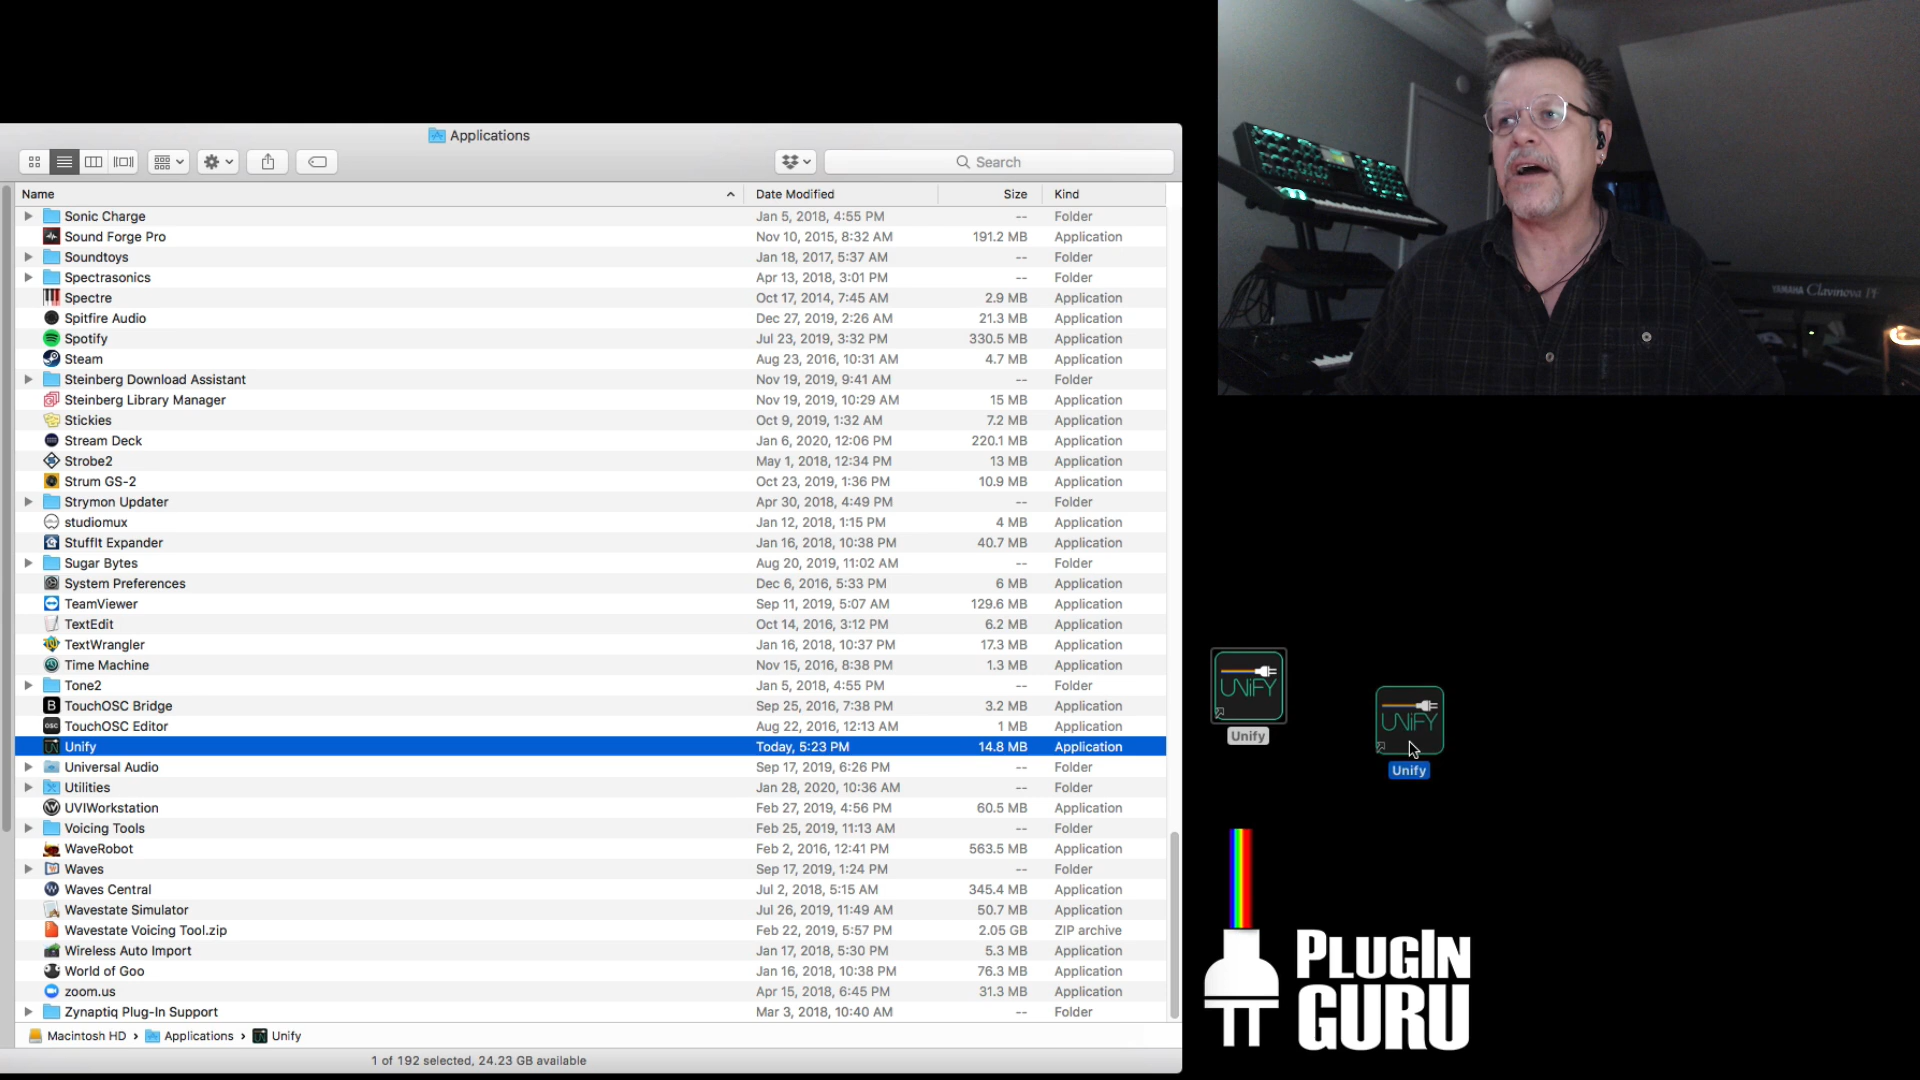 Applications
Search
Name Date Modified Size Kind
Sonic Charge Jan 5, 2018, 4:55 PM -- Folder
Sound Forge Pro Nov 10, 2015, 8:32 AM 191.2 MB Application
Soundtoys Jan 18, 2017, 5:37 AM -- Folder
Spectrasonics Apr 13, 2018, 3:01 PM -- Folder
Spectre Oct 17, 2014, 7:45 AM 2.9 MB Application
Spitfire Audio Dec 27, 2019, 2:26 AM 21.3 MB Application
Spotify Jul 23, 2019, 3:32 PM 330.5 MB Application
Steam Aug 23, 2016, 10:31 AM 4.7 MB Application
Steinberg Download Assistant Nov 19, 2019, 9:41 AM -- Folder
Steinberg Library Manager Nov 19, 2019, 10:29 AM 15 MB Application
Stickies Oct 9, 2019, 1:32 AM 7.2 MB Application
Stream Deck Jan 6, 2020, 12:06 PM 220.1 MB Application
Strobe2 May 1, 2018, 12:34 PM 13 MB Application
Strum GS-2 Oct 23, 2019, 1:36 PM 10.9 MB Application
Strymon Updater Apr 30, 2018, 4:49 PM -- Folder
studiomux Jan 12, 2018, 1:15 PM 4 MB Application
StuffIt Expander Jan 16, 2018, 10:38 PM 40.7 MB Application
Sugar Bytes Aug 20, 2019, 11:02 AM -- Folder
System Preferences Dec 6, 2016, 5:33 PM 6 MB Application
TeamViewer Sep 11, 2019, 5:07 AM 129.6 MB Application
TextEdit Oct 14, 2016, 3:12 PM 6.2 MB Application
TextWrangler Jan 16, 2018, 10:37 PM 17.3 MB Application
Time Machine Nov 15, 2016, 8:38 PM 1.3 MB Application
Tone2 Jan 5, 2018, 4:55 PM -- Folder
TouchOSC Bridge Sep 25, 2016, 7:38 PM 3.2 MB Application
TouchOSC Editor Aug 22, 2016, 12:13 AM 1 MB Application
Unify Today, 5:23 PM 14.8 MB Application
Universal Audio Sep 17, 2019, 6:26 PM -- Folder
Utilities Jan 28, 2020, 10:36 AM -- Folder
UVIWorkstation Feb 27, 2019, 4:56 PM 60.5 MB Application
Voicing Tools Feb 25, 2019, 11:13 AM -- Folder
WaveRobot Feb 2, 2016, 12:41 PM 563.5 MB Application
Waves Sep 17, 2019, 1:24 PM -- Folder
Waves Central Jul 2, 2018, 5:15 AM 345.4 MB Application
Wavestate Simulator Jul 26, 2019, 11:49 AM 50.7 MB Application
Wavestate Voicing Tool.zip Feb 22, 2019, 5:57 PM 2.05 GB ZIP archive
Wireless Auto Import Jan 17, 2018, 5:30 PM 5.3 MB Application
World of Goo Jan 16, 2018, 10:38 PM 76.3 MB Application
zoom.us Apr 15, 2018, 6:45 PM 31.3 MB Application
Zynaptiq Plug-In Support Mar 3, 2018, 10:40 AM -- Folder
Macintosh HD › Applications › Unify
1 of 192 selected, 24.23 GB available
YAMAHA Clavinova PF
UNiFY
Unify
UNiFY
Unify
PLUGIN
GURU